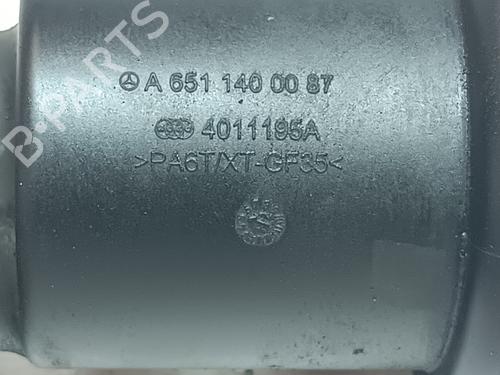 B-PARTS
A 651 140 00 87
4011195A
>PA6T/XT-GF35<